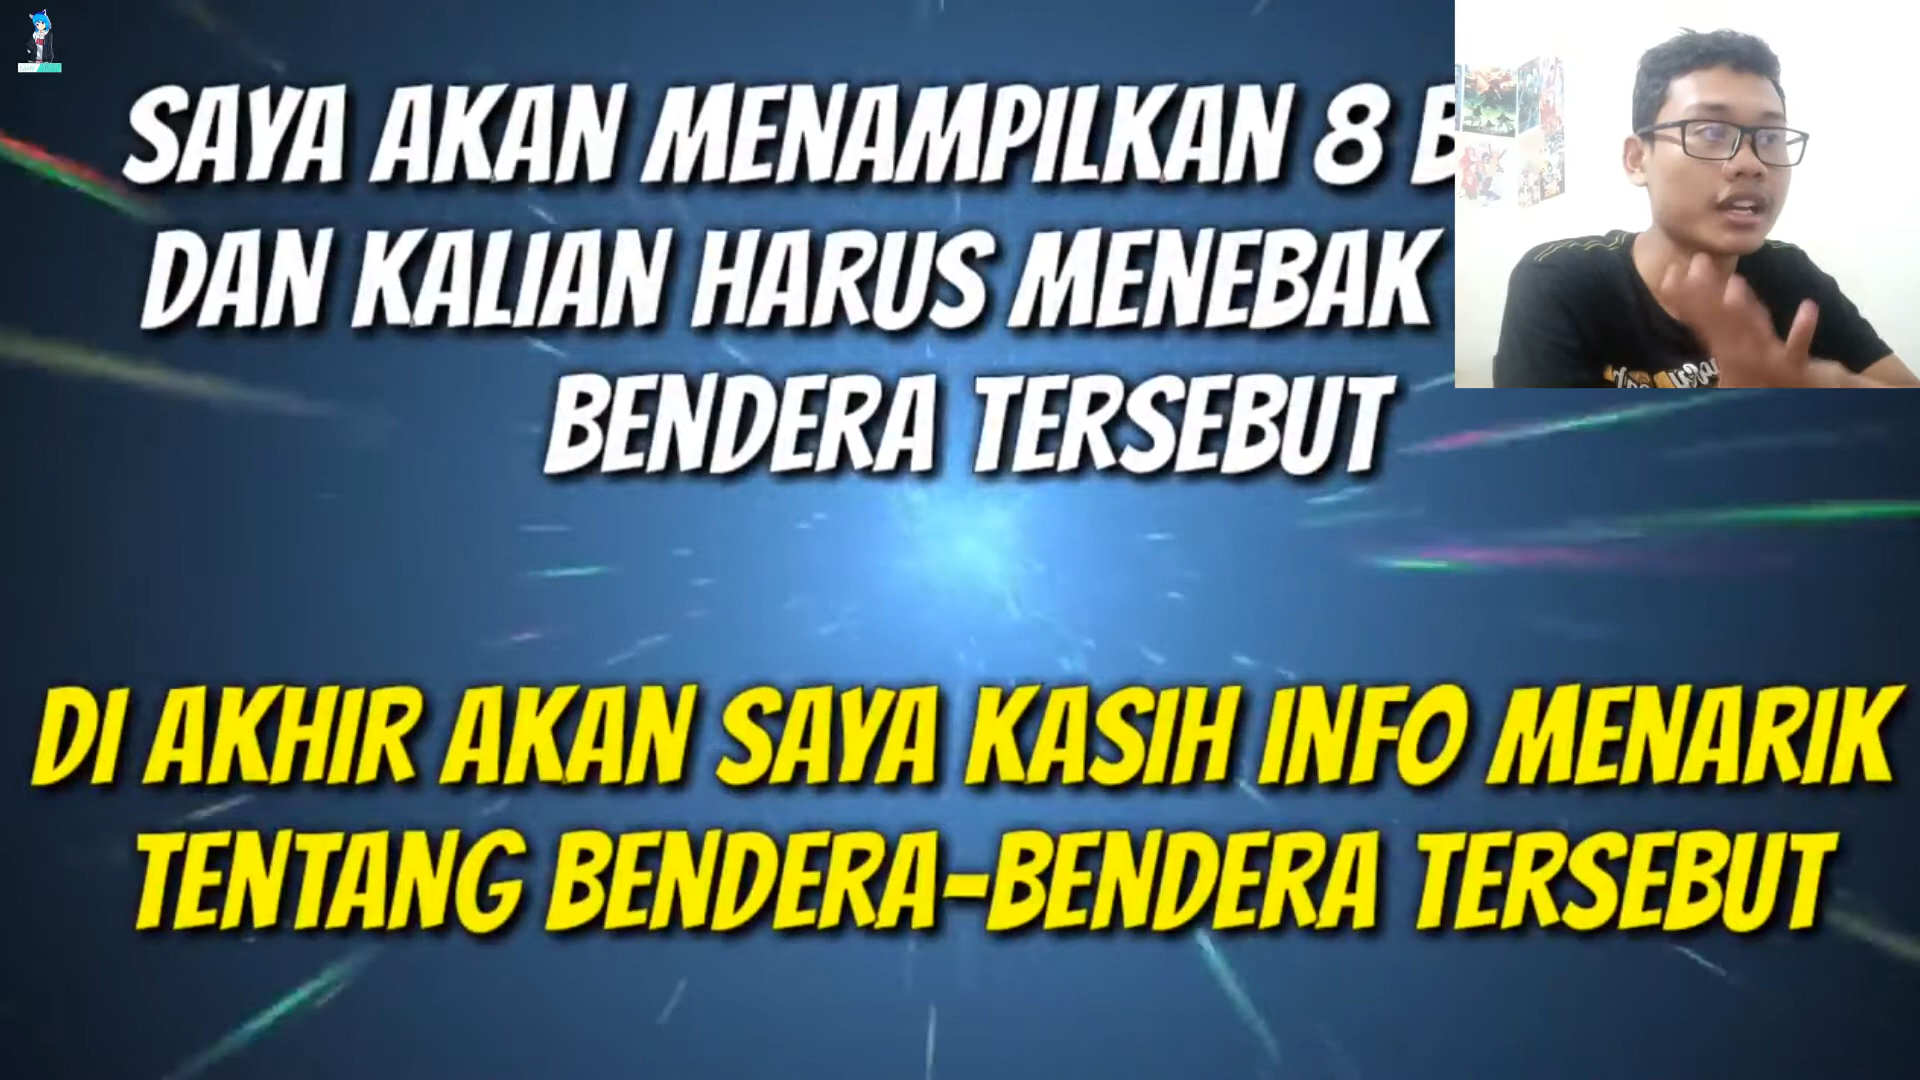 SAYA AKAN MENAMPILKAN 8
DAN KALIAN HARUS MENEBAK
BENDERA TERSEBUT
DI AKHIR AKAN SAYA KASIH INFO MENARIK
TENTANG BENDERA-BENDERA TERSEBUT